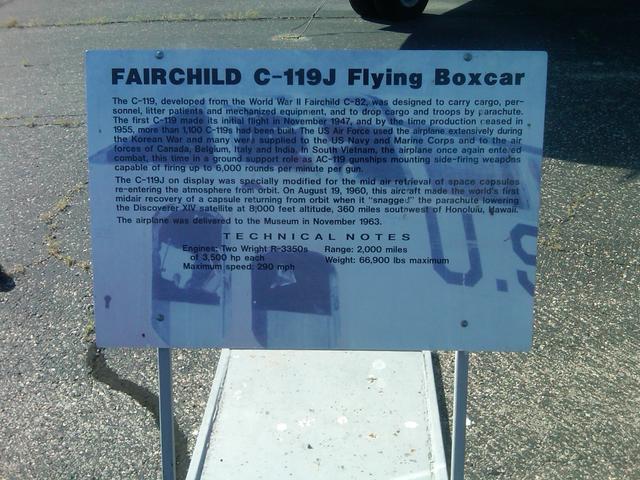 FAIRCHILD C-119J Flying Boxcar
The C-119, developed from the World War II Fairchild C-82, was designed to carry cargo, per-
sonnel, litter patients and mechanized equipment, and to drop cargo and troops by parachute.
The first C-119 made its initial flight in November 1947, and by the time production ceased in
1955, more than 1,100 C-119s had been built. The US Air Force used the airplane extensively during
the Korean War and many were supplied to the US Navy and Marine Corps and to the air
forces of Canada, Belgium, Italy and India. In South Vietnam, the airplane once again entered
combat, this time in a ground support role as AC-119 gunships mounting side-firing weapons
capable of firing up to 6,000 rounds per minute per gun.
The C-119J on display was specially modified for the mid air retrieval of space capsules
re-entering the atmosphere from orbit. On August 19, 1960, this aircraft made the world's first
midair recovery of a capsule returning from orbit when it "snagged" the parachute lowering
the Discoverer XIV satellite at 8,000 feet altitude, 360 miles southwest of Honolulu, Hawaii.
The airplane was delivered to the Museum in November 1963.
TECHNICAL NOTES
Engines: Two Wright R-3350s Range: 2,000 miles
of 3,500 hp each Weight: 66,900 lbs maximum
Maximum speed: 290 mph
U.S